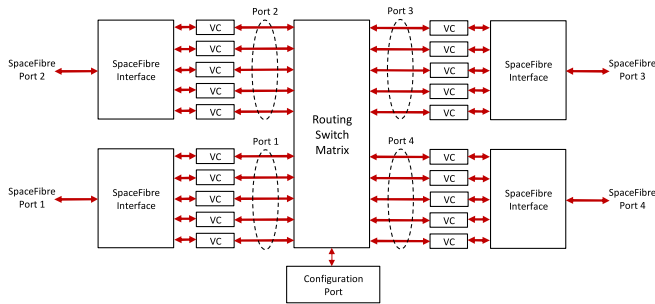 Port 2
Port 3
VC
VC
VC
VC
VC
SpaceFibre
Port 2
SpaceFibre
Interface
VC
VC
VC
VC
VC
SpaceFibre
Interface
SpaceFibre
Port 3
Routing
Switch
Matrix
Port 1
Port 4
VC
VC
VC
VC
VC
SpaceFibre
Port 1
SpaceFibre
Interface
VC
VC
VC
VC
VC
SpaceFibre
Interface
SpaceFibre
Port 4
Configuration
Port